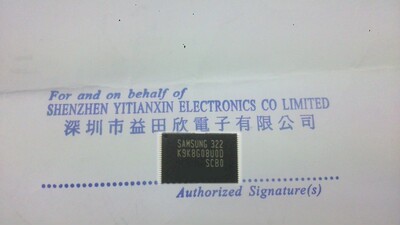 For and on behalf of
SHENZHEN YITIANXIN ELECTRONICS CO LIMITED
深圳市益田欣電子有限公司
SAMSUNG 322
K9K8G08U0D
SCB0
Authorized Signature(s)